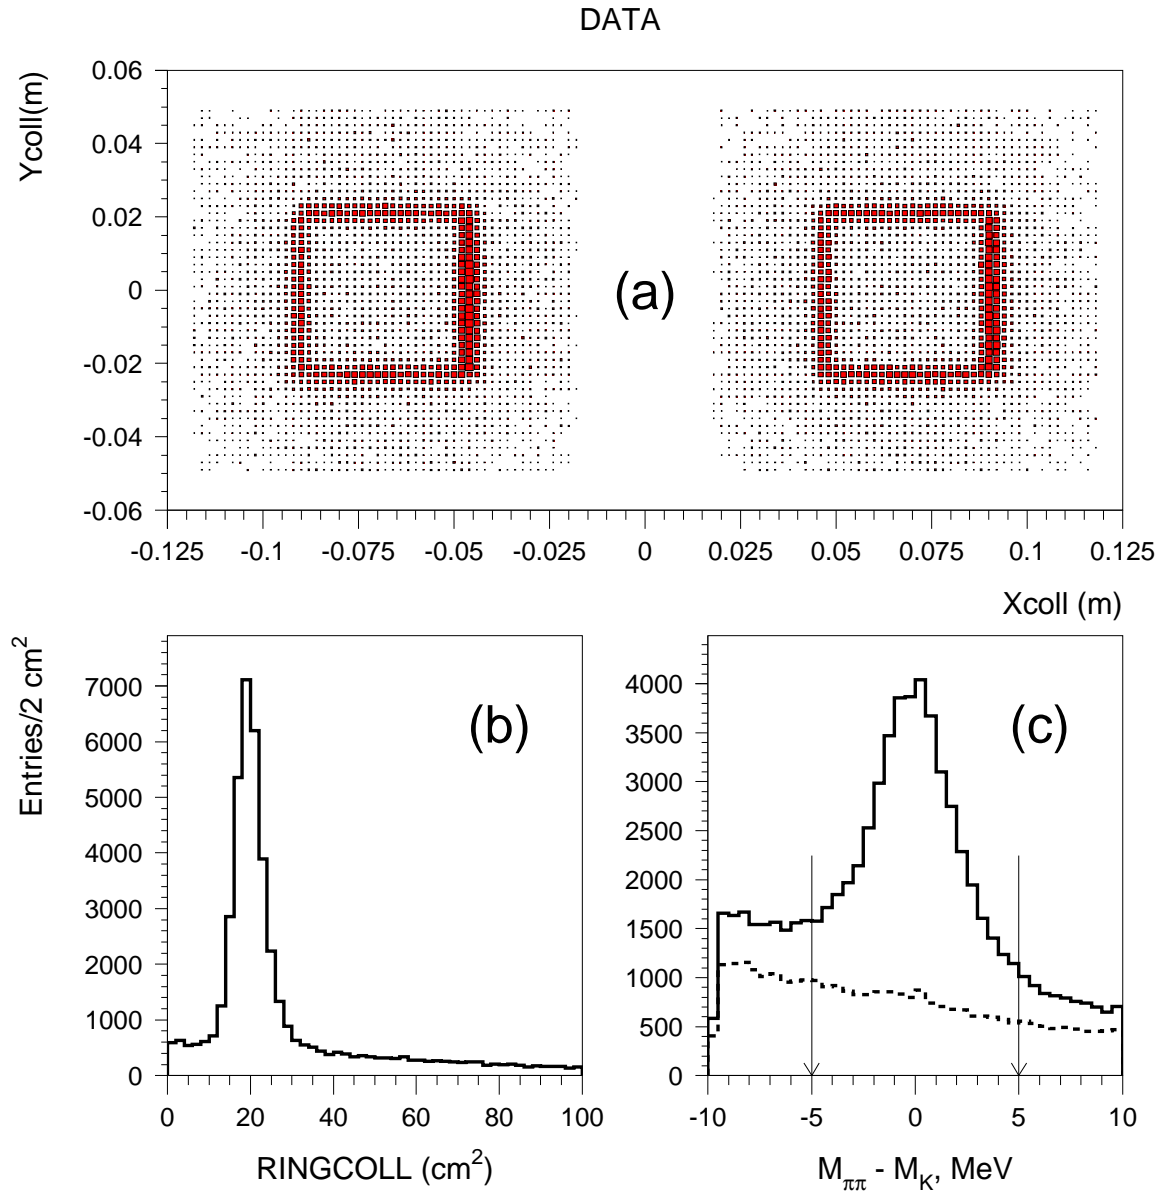 DATA
Ycoll(m)
0.06
0.04
0.02
0
-0.02
-0.04
-0.06
(a)
-0.125 -0.1 -0.075 -0.05 -0.025 0 0.025 0.05 0.075 0.1 0.125
Xcoll (m)
Entries/2 cm²
7000
6000
5000
4000
3000
2000
1000
0
(b)
0 20 40 60 80 100
RINGCOLL (cm²)
4000
3500
3000
2500
2000
1500
1000
500
0
(c)
-10 -5 0 5 10
M_ππ - M_K, MeV